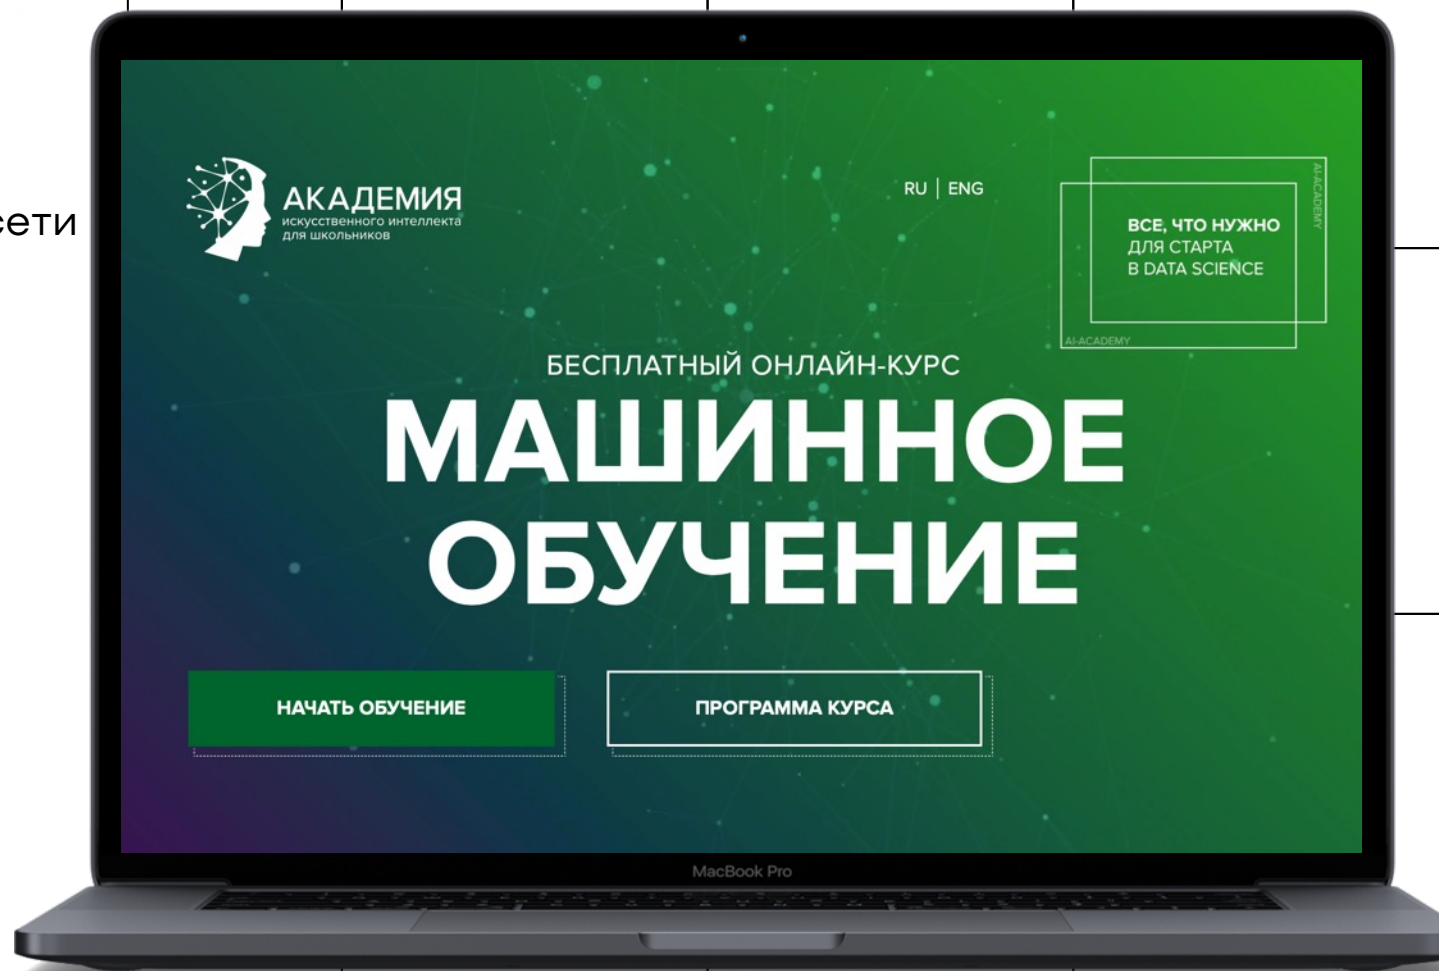 сети
АКАДЕМИЯ
искусственного интеллекта
для школьников
RU | ENG
AI-ACADEMY
ВСЕ, ЧТО НУЖНО
ДЛЯ СТАРТА
В DATA SCIENCE
AI-ACADEMY
БЕСПЛАТНЫЙ ОНЛАЙН-КУРС
МАШИННОЕ
ОБУЧЕНИЕ
НАЧАТЬ ОБУЧЕНИЕ
ПРОГРАММА КУРСА
MacBook Pro